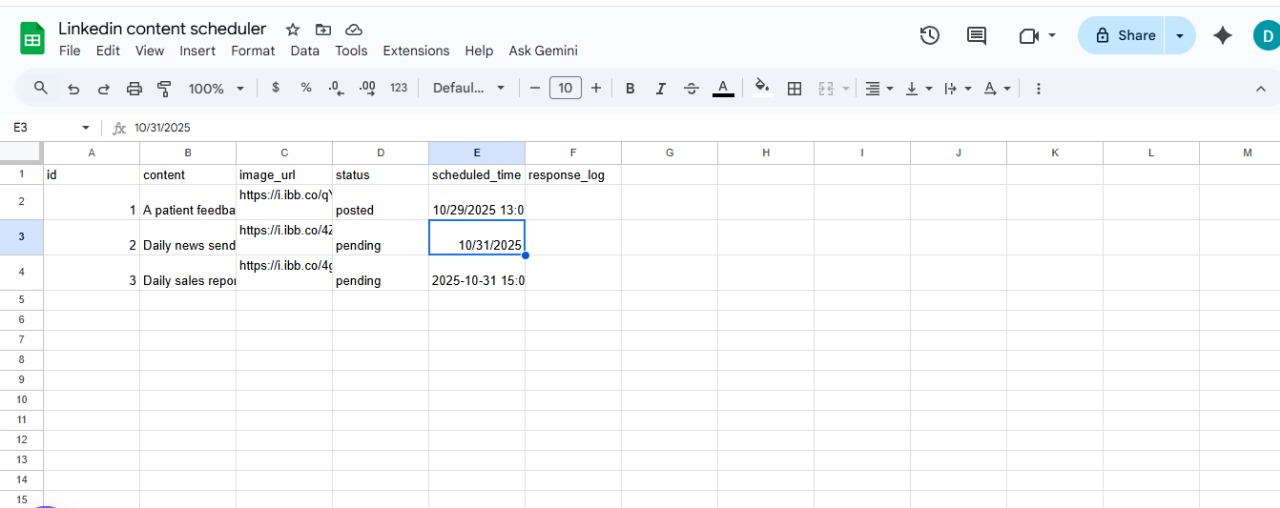 Linkedin content scheduler
File Edit View Insert Format Data Tools Extensions Help Ask Gemini
Share
D
100% $ % .0 .00 123 Defaul... 10 B I A
E3 fx 10/31/2025
A B C D E F G H I J K L M
1 id content image_url status scheduled_time response_log
2 1 A patient feedba https://i.ibb.co/q posted 10/29/2025 13:0
3 2 Daily news send https://i.ibb.co/4Z pending 10/31/2025
4 3 Daily sales repor https://i.ibb.co/4g pending 2025-10-31 15:0
5
6
7
8
9
10
11
12
13
14
15